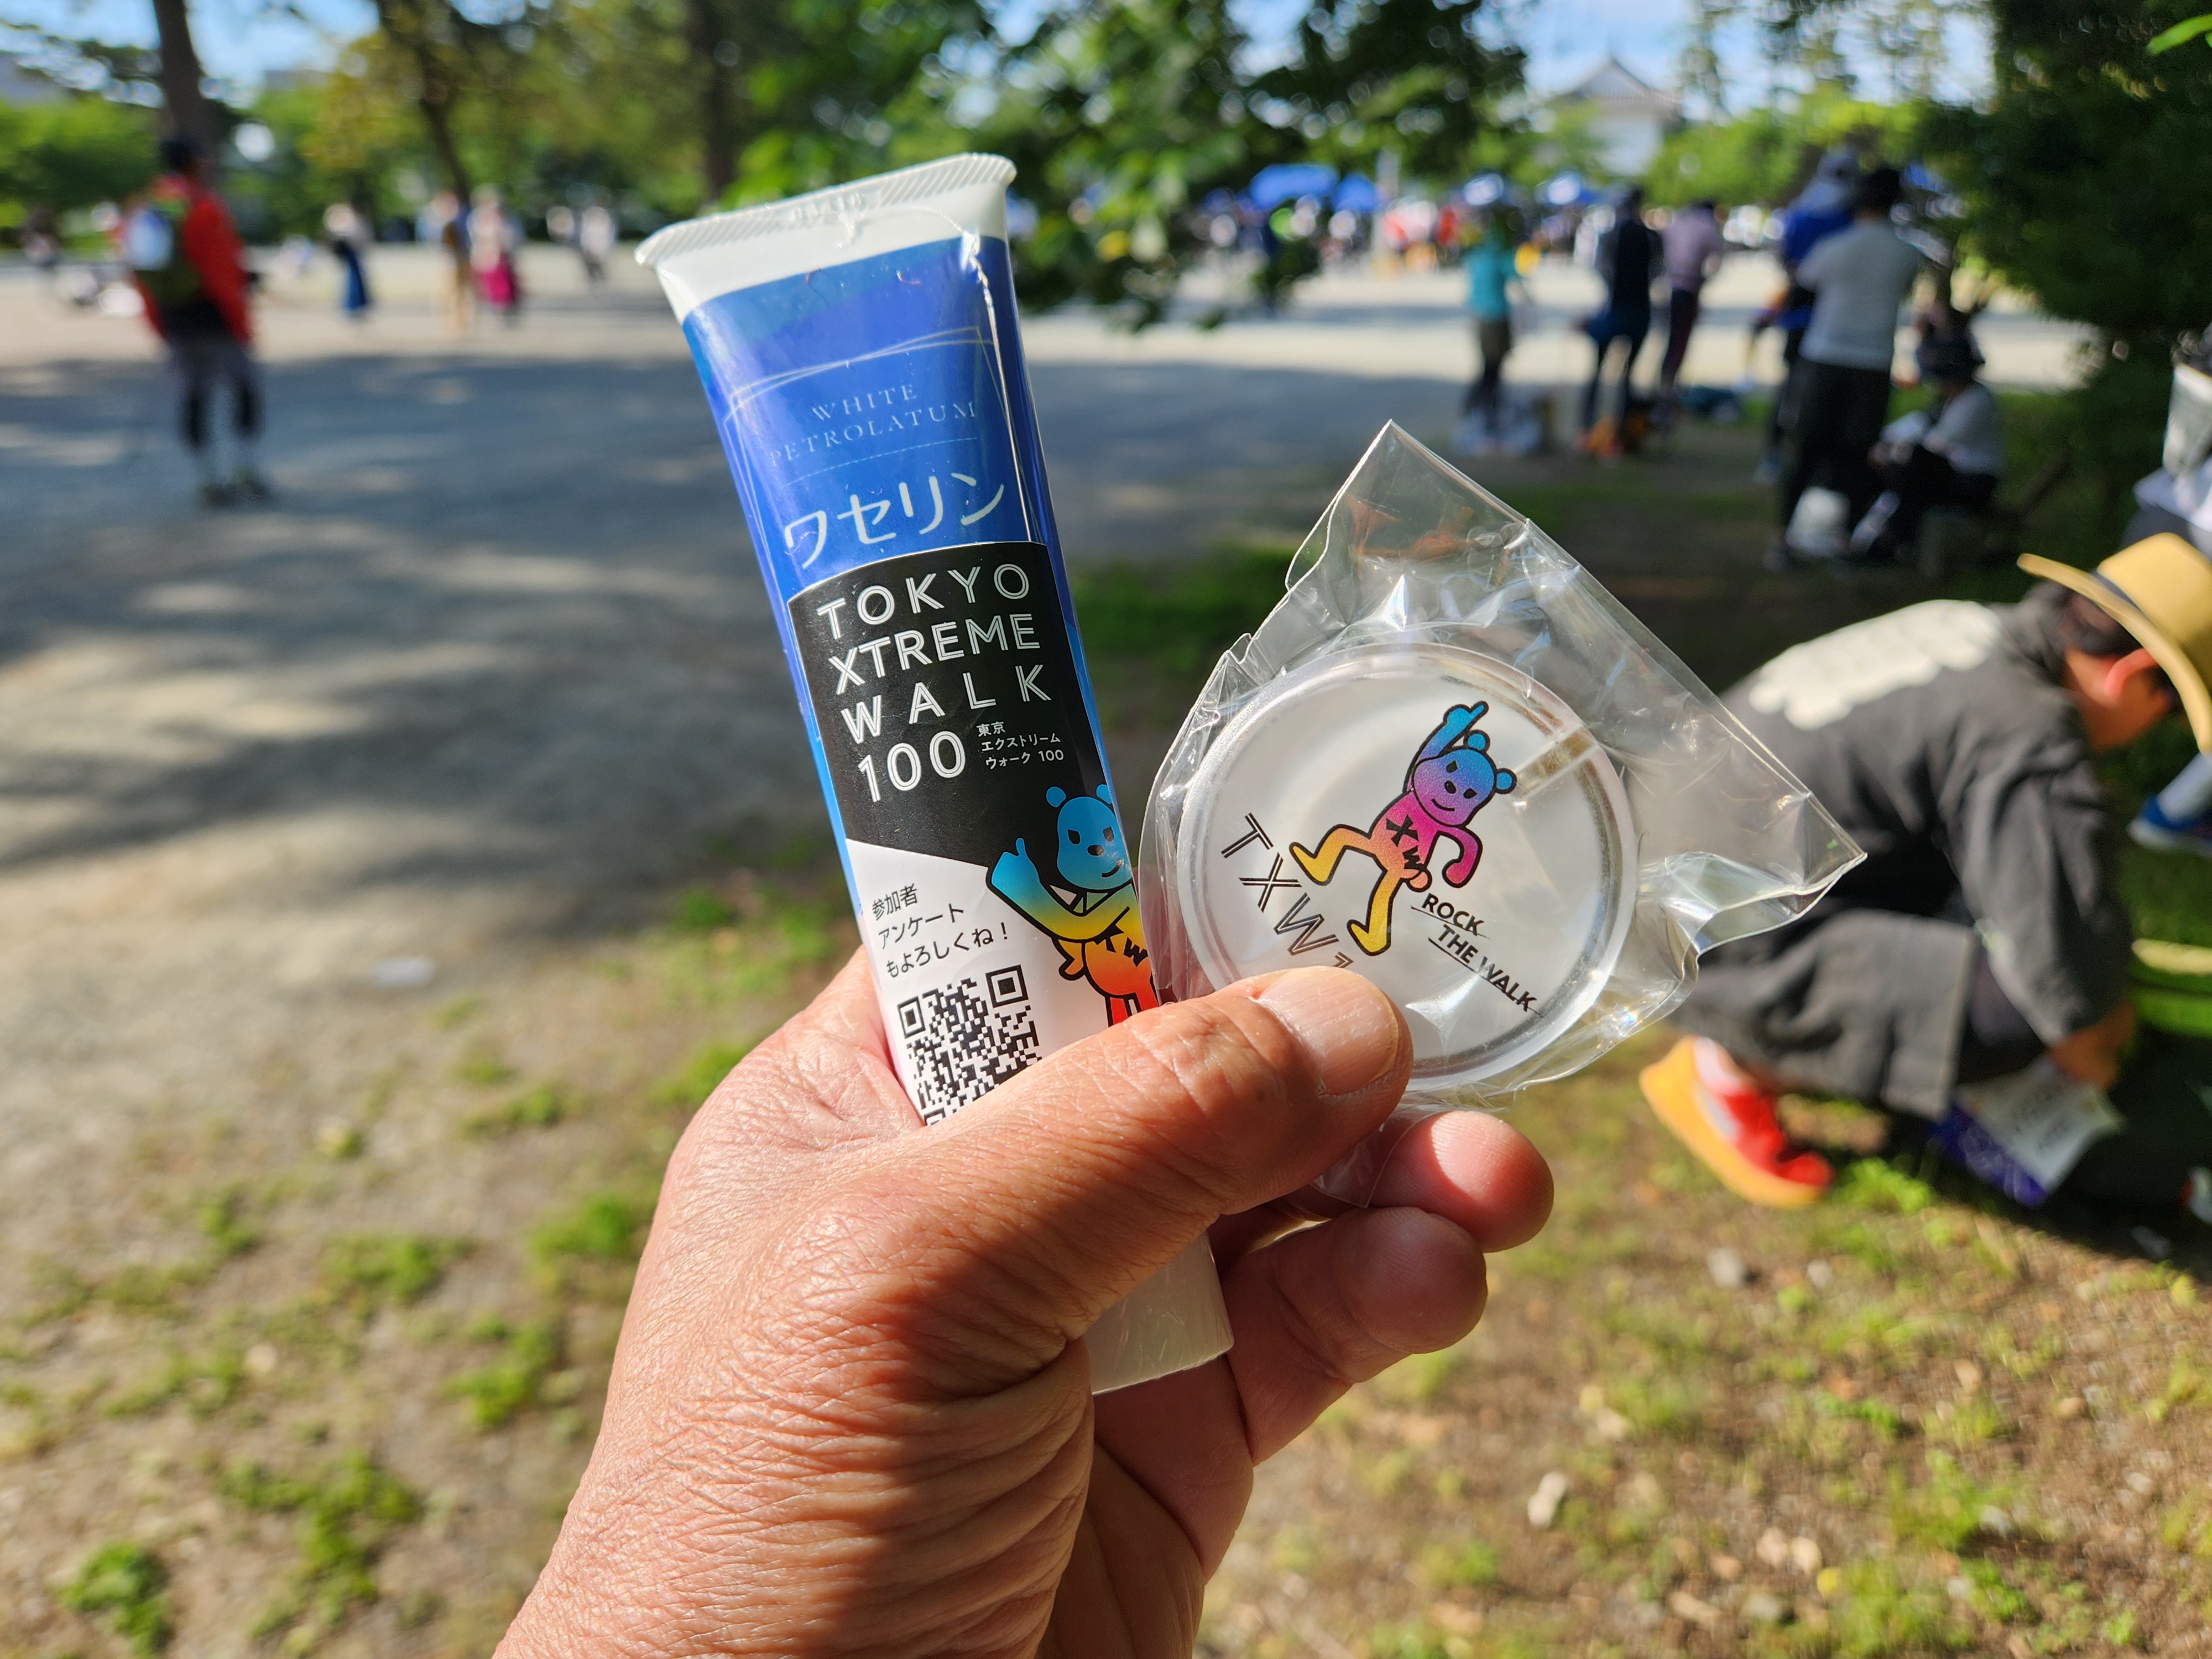 WHITE
PETROLATUM
ワセリン
TOKYO
XTREME
WALK
100
東京
エクストリーム
ウォーク 100
参加者
アンケート
もよろしくね！
XW
TXW
XW
ROCK
THE WALK